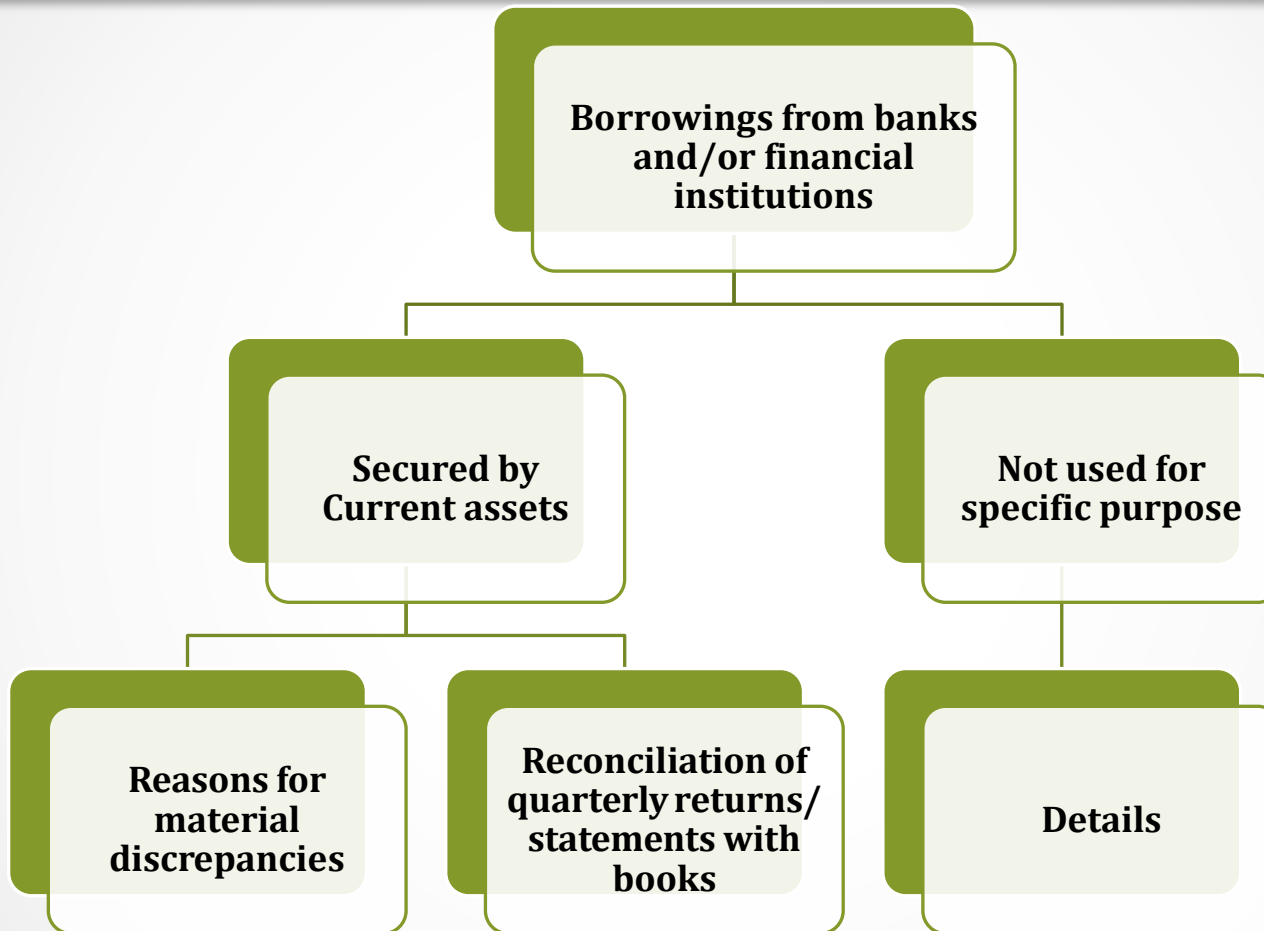 Borrowings from banks
and/or financial
institutions
Secured by
Current assets
Not used for
specific purpose
Reasons for
material
discrepancies
Reconciliation of
quarterly returns/
statements with
books
Details